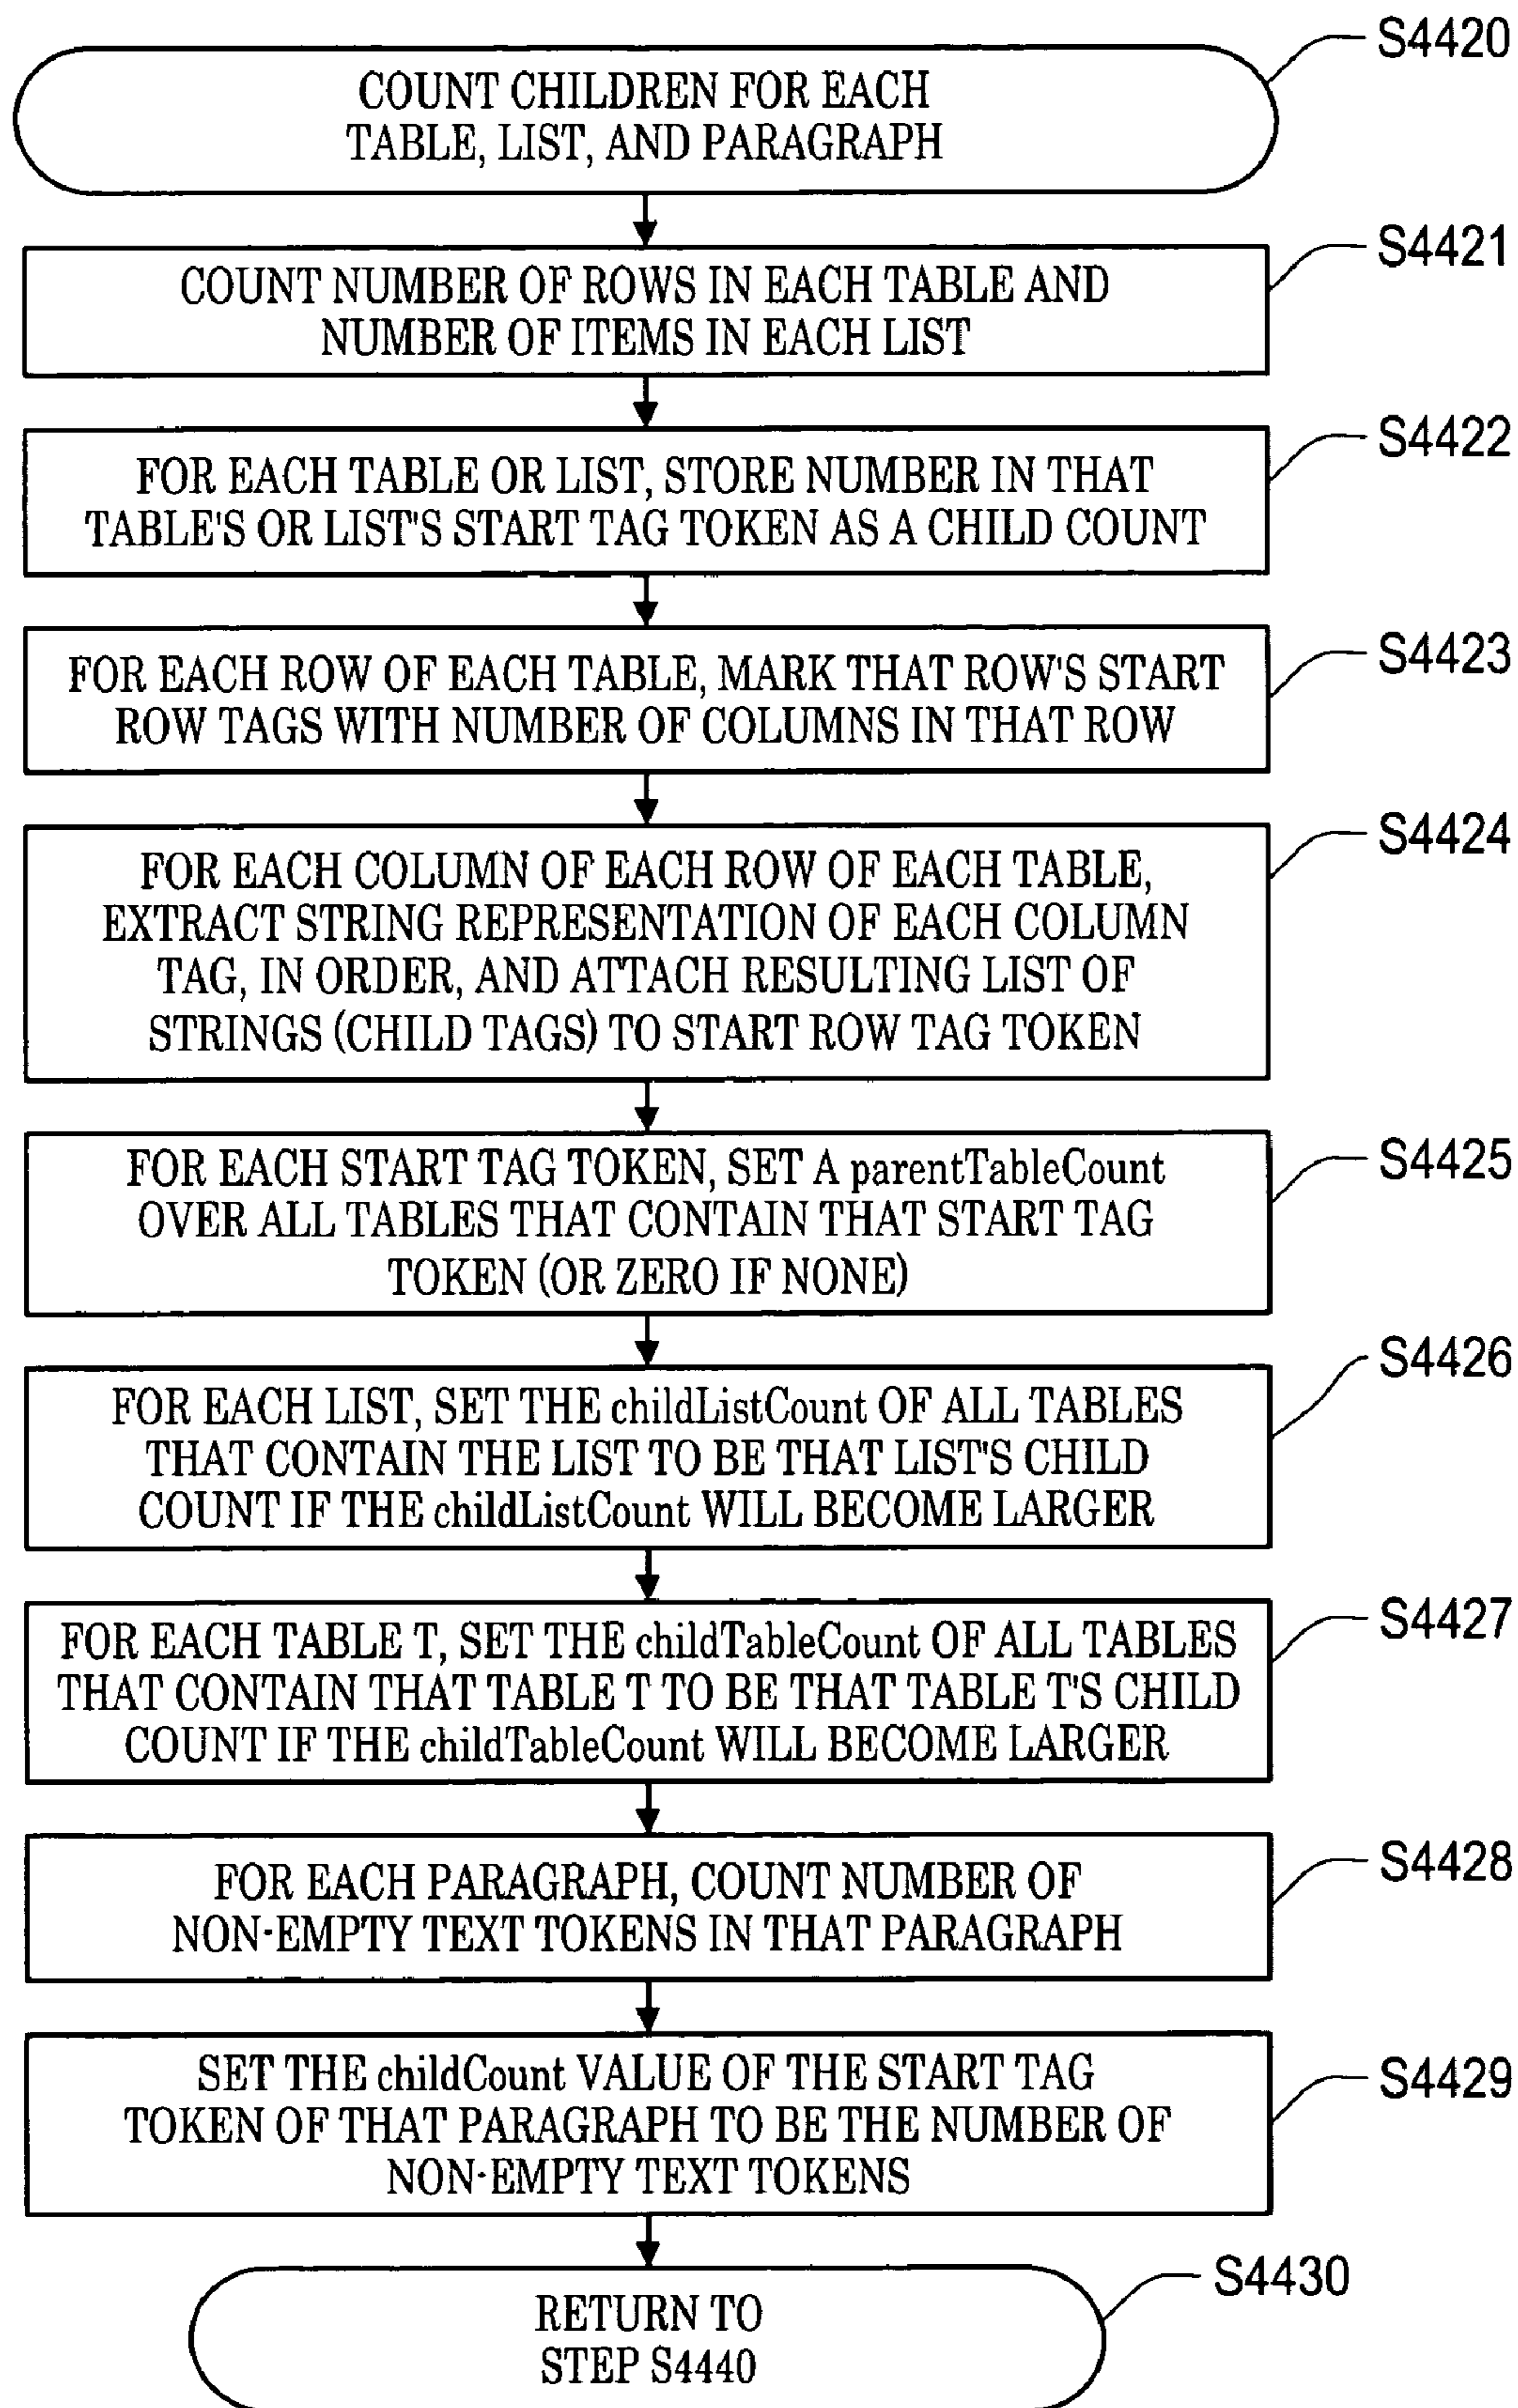 S4420
COUNT CHILDREN FOR EACH
TABLE, LIST, AND PARAGRAPH
S4421
COUNT NUMBER OF ROWS IN EACH TABLE AND
NUMBER OF ITEMS IN EACH LIST
S4422
FOR EACH TABLE OR LIST, STORE NUMBER IN THAT
TABLE'S OR LIST'S START TAG TOKEN AS A CHILD COUNT
S4423
FOR EACH ROW OF EACH TABLE, MARK THAT ROW'S START
ROW TAGS WITH NUMBER OF COLUMNS IN THAT ROW
S4424
FOR EACH COLUMN OF EACH ROW OF EACH TABLE,
EXTRACT STRING REPRESENTATION OF EACH COLUMN
TAG, IN ORDER, AND ATTACH RESULTING LIST OF
STRINGS (CHILD TAGS) TO START ROW TAG TOKEN
S4425
FOR EACH START TAG TOKEN, SET A parentTableCount
OVER ALL TABLES THAT CONTAIN THAT START TAG
TOKEN (OR ZERO IF NONE)
S4426
FOR EACH LIST, SET THE childListCount OF ALL TABLES
THAT CONTAIN THE LIST TO BE THAT LIST'S CHILD
COUNT IF THE childListCount WILL BECOME LARGER
S4427
FOR EACH TABLE T, SET THE childTableCount OF ALL TABLES
THAT CONTAIN THAT TABLE T TO BE THAT TABLE T'S CHILD
COUNT IF THE childTableCount WILL BECOME LARGER
S4428
FOR EACH PARAGRAPH, COUNT NUMBER OF
NON-EMPTY TEXT TOKENS IN THAT PARAGRAPH
S4429
SET THE childCount VALUE OF THE START TAG
TOKEN OF THAT PARAGRAPH TO BE THE NUMBER OF
NON-EMPTY TEXT TOKENS
S4430
RETURN TO
STEP S4440